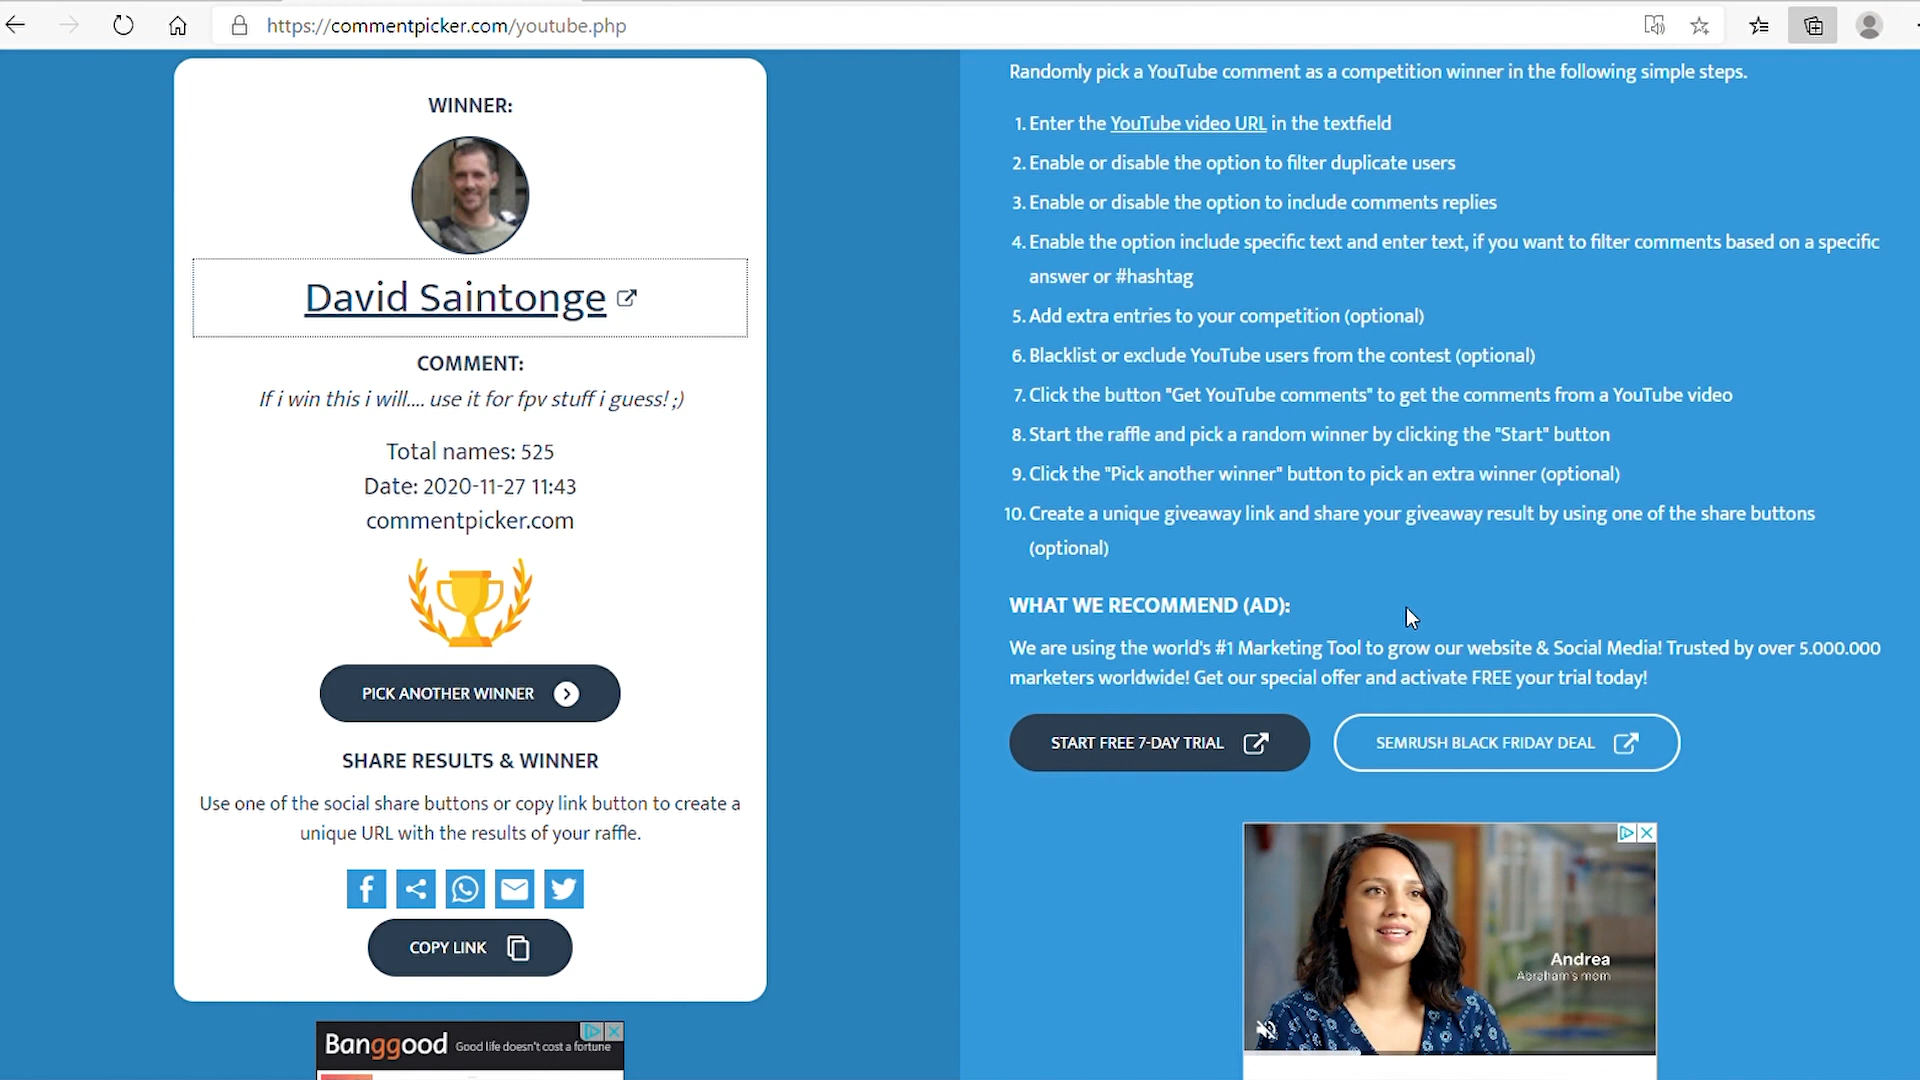 https://commentpicker.com/youtube.php
WINNER:
David Saintonge
COMMENT:
If i win this i will.... use it for fpv stuff i guess! ;)
Total names: 525
Date: 2020-11-27 11:43
commentpicker.com
PICK ANOTHER WINNER
SHARE RESULTS & WINNER
Use one of the social share buttons or copy link button to create a
unique URL with the results of your raffle.
COPY LINK
Banggood Good life doesn't cost a fortune
Randomly pick a YouTube comment as a competition winner in the following simple steps.
1. Enter the YouTube video URL in the textfield
2. Enable or disable the option to filter duplicate users
3. Enable or disable the option to include comments replies
4. Enable the option include specific text and enter text, if you want to filter comments based on a specific
answer or #hashtag
5. Add extra entries to your competition (optional)
6. Blacklist or exclude YouTube users from the contest (optional)
7. Click the button "Get YouTube comments" to get the comments from a YouTube video
8. Start the raffle and pick a random winner by clicking the "Start" button
9. Click the "Pick another winner" button to pick an extra winner (optional)
10. Create a unique giveaway link and share your giveaway result by using one of the share buttons
(optional)
WHAT WE RECOMMEND (AD):
We are using the world's #1 Marketing Tool to grow our website & Social Media! Trusted by over 5.000.000
marketers worldwide! Get our special offer and activate FREE your trial today!
START FREE 7-DAY TRIAL
SEMRUSH BLACK FRIDAY DEAL
Andrea
Abraham's mom